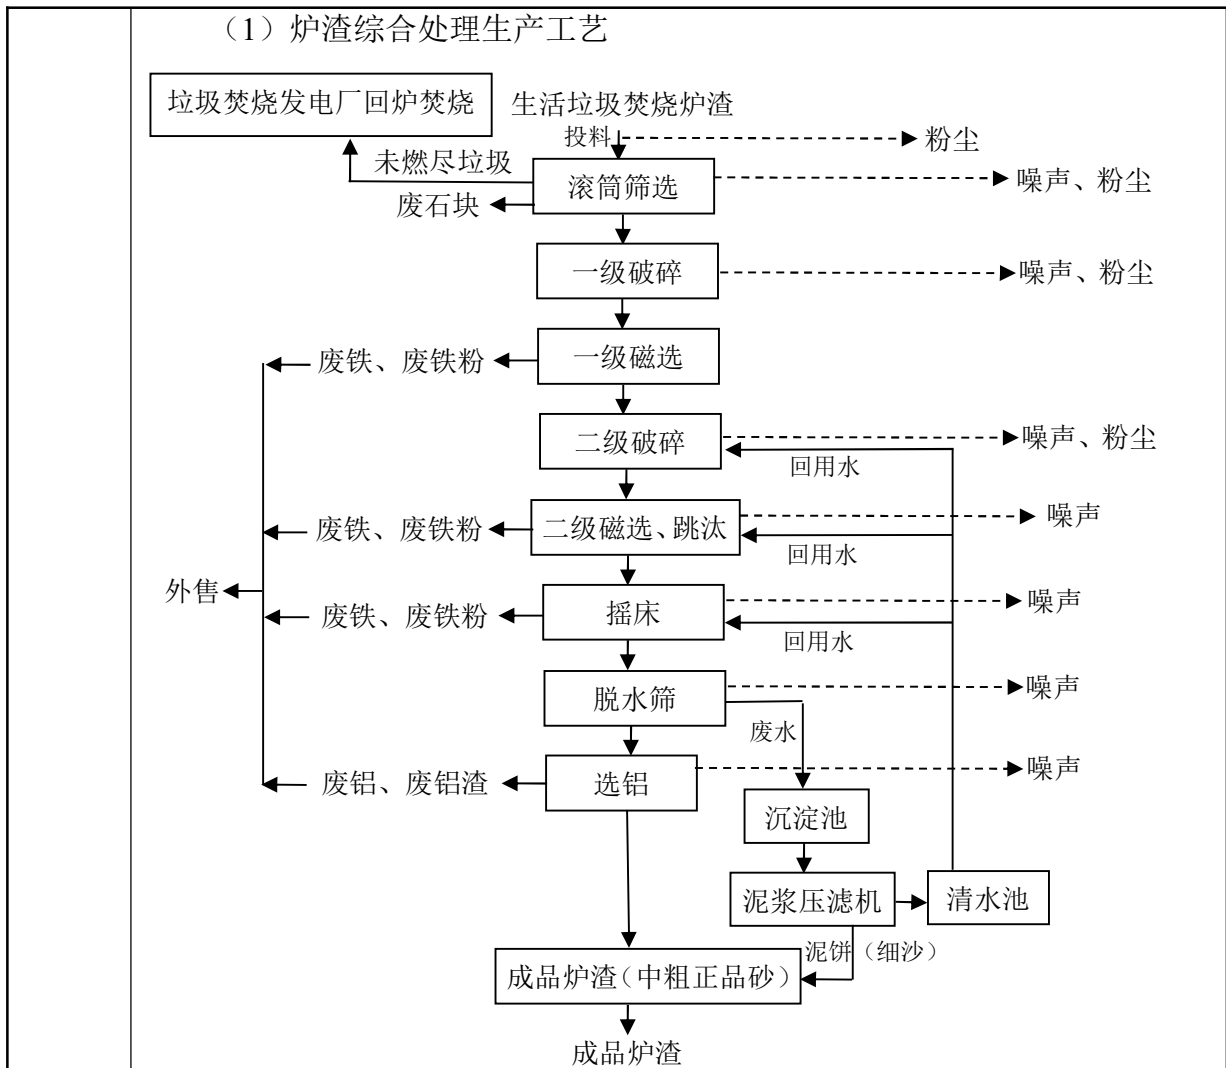 （1）炉渣综合处理生产工艺
垃圾焚烧发电厂回炉焚烧
生活垃圾焚烧炉渣
投料
粉尘
未燃尽垃圾
滚筒筛选
噪声、粉尘
废石块
一级破碎
噪声、粉尘
废铁、废铁粉
一级磁选
二级破碎
噪声、粉尘
回用水
废铁、废铁粉
二级磁选、跳汰
噪声
回用水
外售
废铁、废铁粉
摇床
噪声
回用水
脱水筛
噪声
废水
废铝、废铝渣
选铝
噪声
沉淀池
泥浆压滤机
清水池
泥饼（细沙）
成品炉渣（中粗正品砂）
成品炉渣